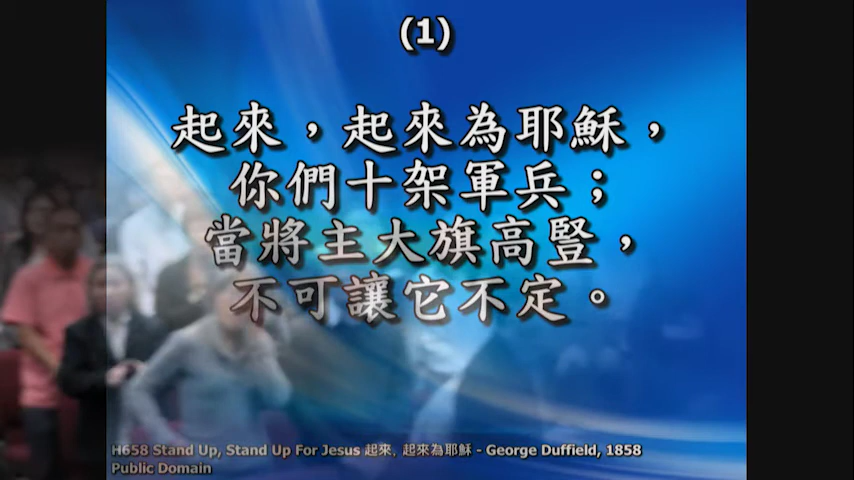 (1)
起來，起來為耶穌，
你們十架軍兵；
當將主大旗高豎，
不可讓它不定。
H658 Stand Up, Stand Up For Jesus 起來, 起來為耶穌 - George Duffield, 1858
Public Domain